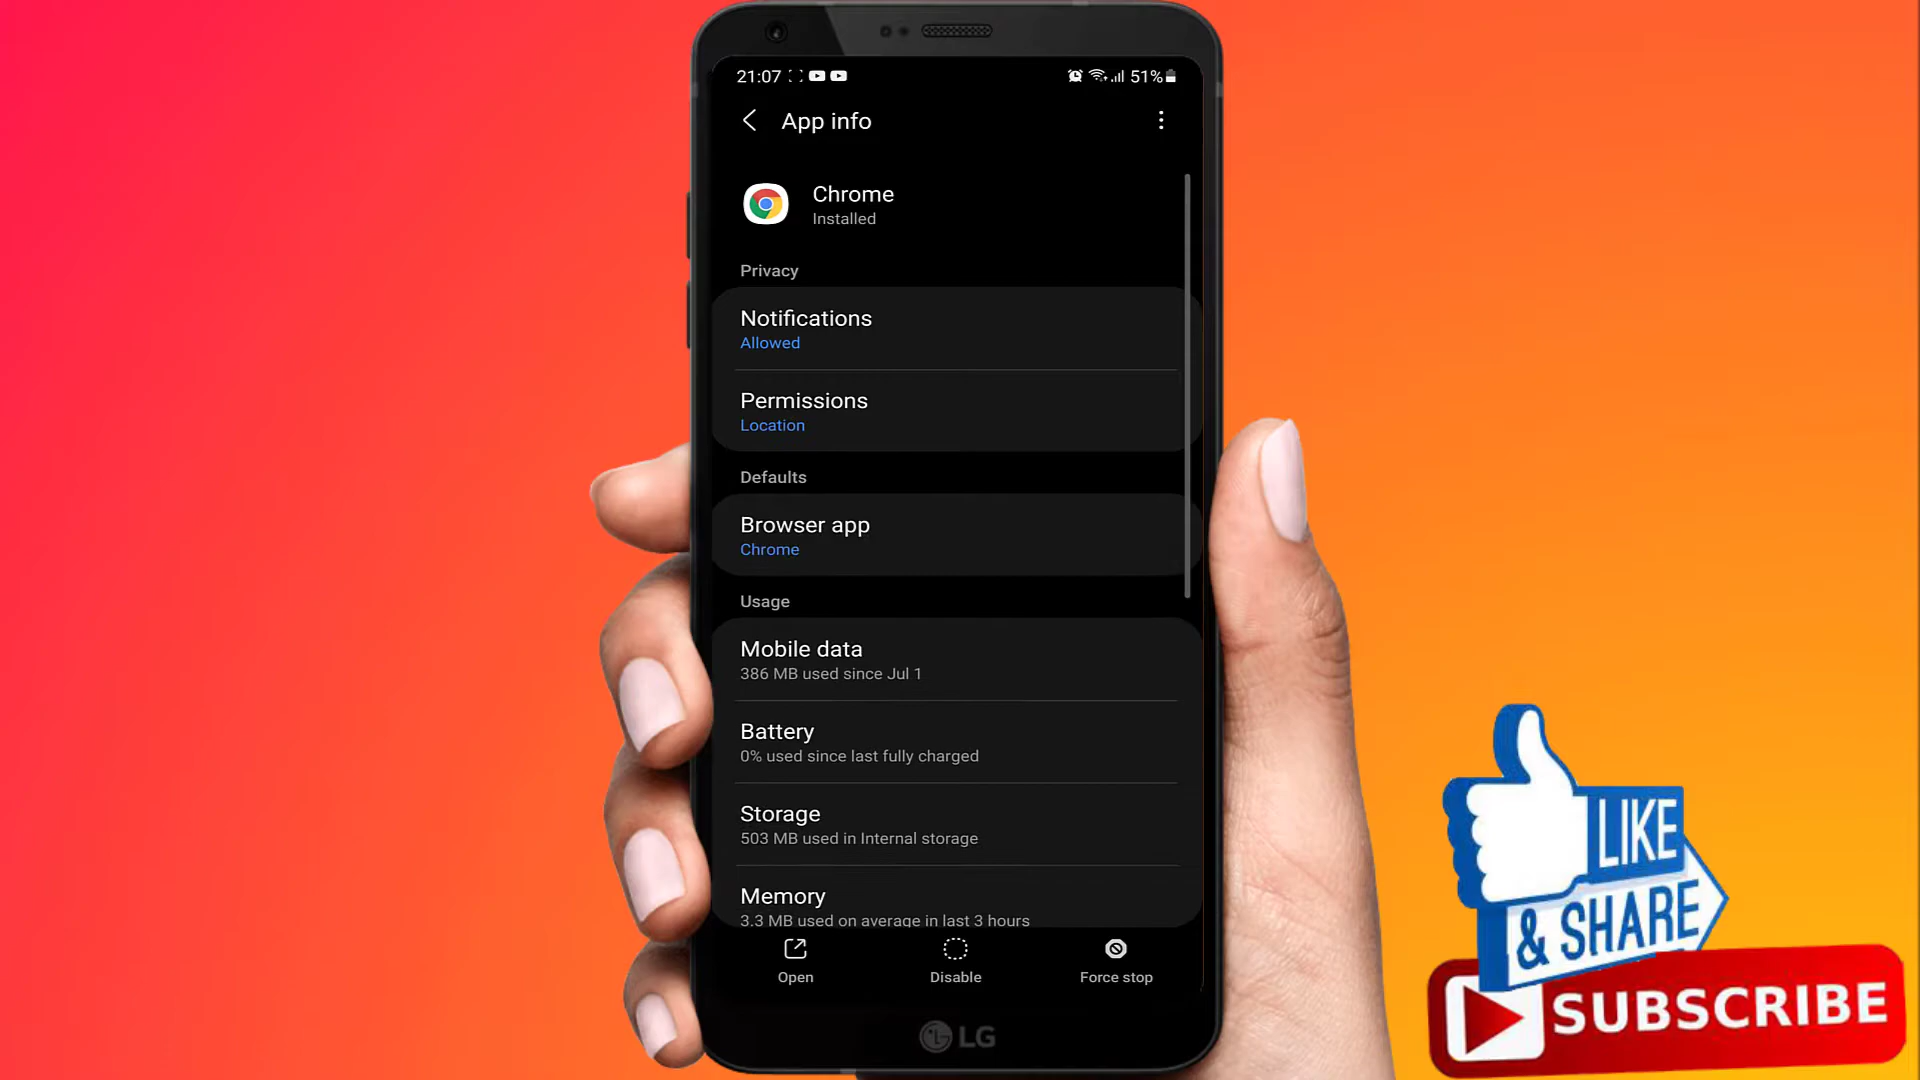 21:07
51%
App info
Chrome
Installed
Privacy
Notifications
Allowed
Permissions
Location
Defaults
Browser app
Chrome
Usage
Mobile data
386 MB used since Jul 1
Battery
0% used since last fully charged
Storage
503 MB used in Internal storage
Memory
3.3 MB used on average in last 3 hours
Open
Disable
Force stop
LG
LIKE
& SHARE
SUBSCRIBE